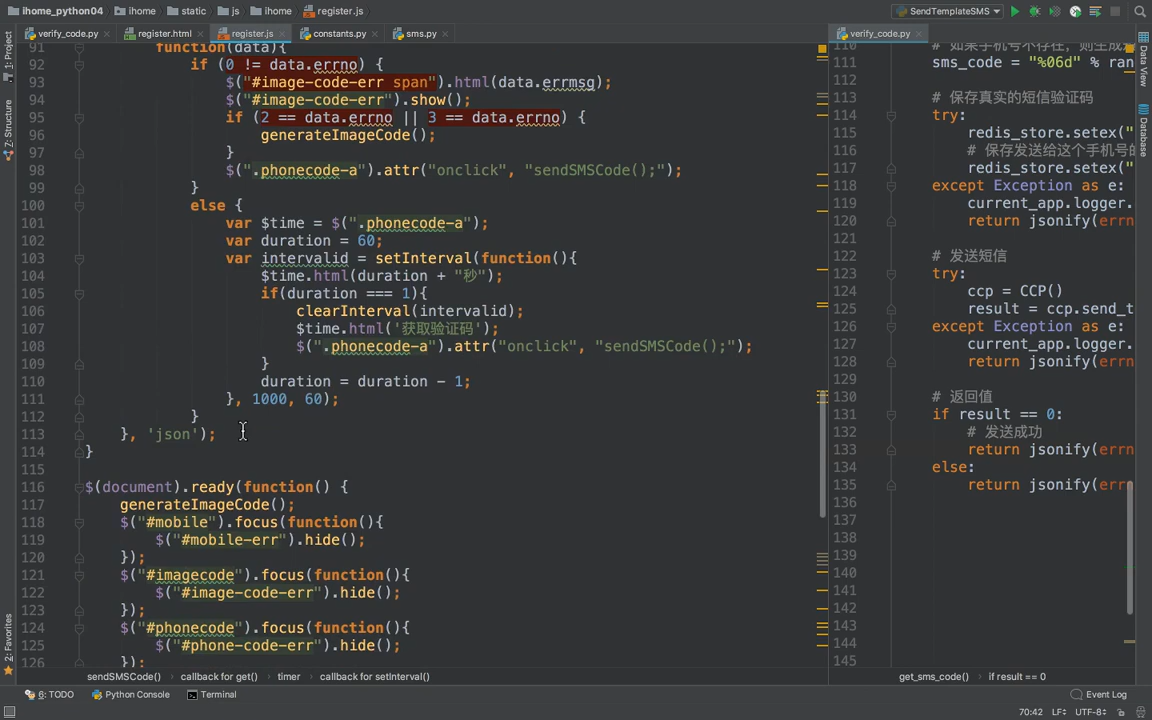 ihome_python04 ihome static js ihome register.js SendTemplateSMS
1: Project
Z: Structure
2: Favorites
verify_code.py register.html register.js constants.py sms.py
91 function(data){
92 if (0 != data.errno) {
93 $("#image-code-err span").html(data.errmsg);
94 $("#image-code-err").show();
95 if (2 == data.errno || 3 == data.errno) {
96 generateImageCode();
97 }
98 $(".phonecode-a").attr("onclick", "sendSMSCode();");
99 }
100 else {
101 var $time = $(".phonecode-a");
102 var duration = 60;
103 var intervalid = setInterval(function(){
104 $time.html(duration + "秒");
105 if(duration === 1){
106 clearInterval(intervalid);
107 $time.html('获取验证码');
108 $(".phonecode-a").attr("onclick", "sendSMSCode();");
109 }
110 duration = duration - 1;
111 }, 1000, 60);
112 }
113 }, 'json');
114 }
115
116 $(document).ready(function() {
117 generateImageCode();
118 $("#mobile").focus(function(){
119 $("#mobile-err").hide();
120 });
121 $("#imagecode").focus(function(){
122 $("#image-code-err").hide();
123 });
124 $("#phonecode").focus(function(){
125 $("#phone-code-err").hide();
126 });
sendSMSCode() callback for get() timer callback for setInterval()
verify_code.py
110 # 如果手机号不存在，则生成
111 sms_code = "%06d" % ran
112
113 # 保存真实的短信验证码
114 try:
115 redis_store.setex("
116 # 保存发送给这个手机号的
117 redis_store.setex("
118 except Exception as e:
119 current_app.logger.
120 return jsonify(errn
121
122 # 发送短信
123 try:
124 ccp = CCP()
125 result = ccp.send_t
126 except Exception as e:
127 current_app.logger.
128 return jsonify(errn
129
130 # 返回值
131 if result == 0:
132 # 发送成功
133 return jsonify(errn
134 else:
135 return jsonify(err
136
137
138
139
140
141
142
143
144
145
get_sms_code() if result == 0
Data View
Database
6: TODO Python Console Terminal Event Log
70:42 LF÷ UTF-8÷